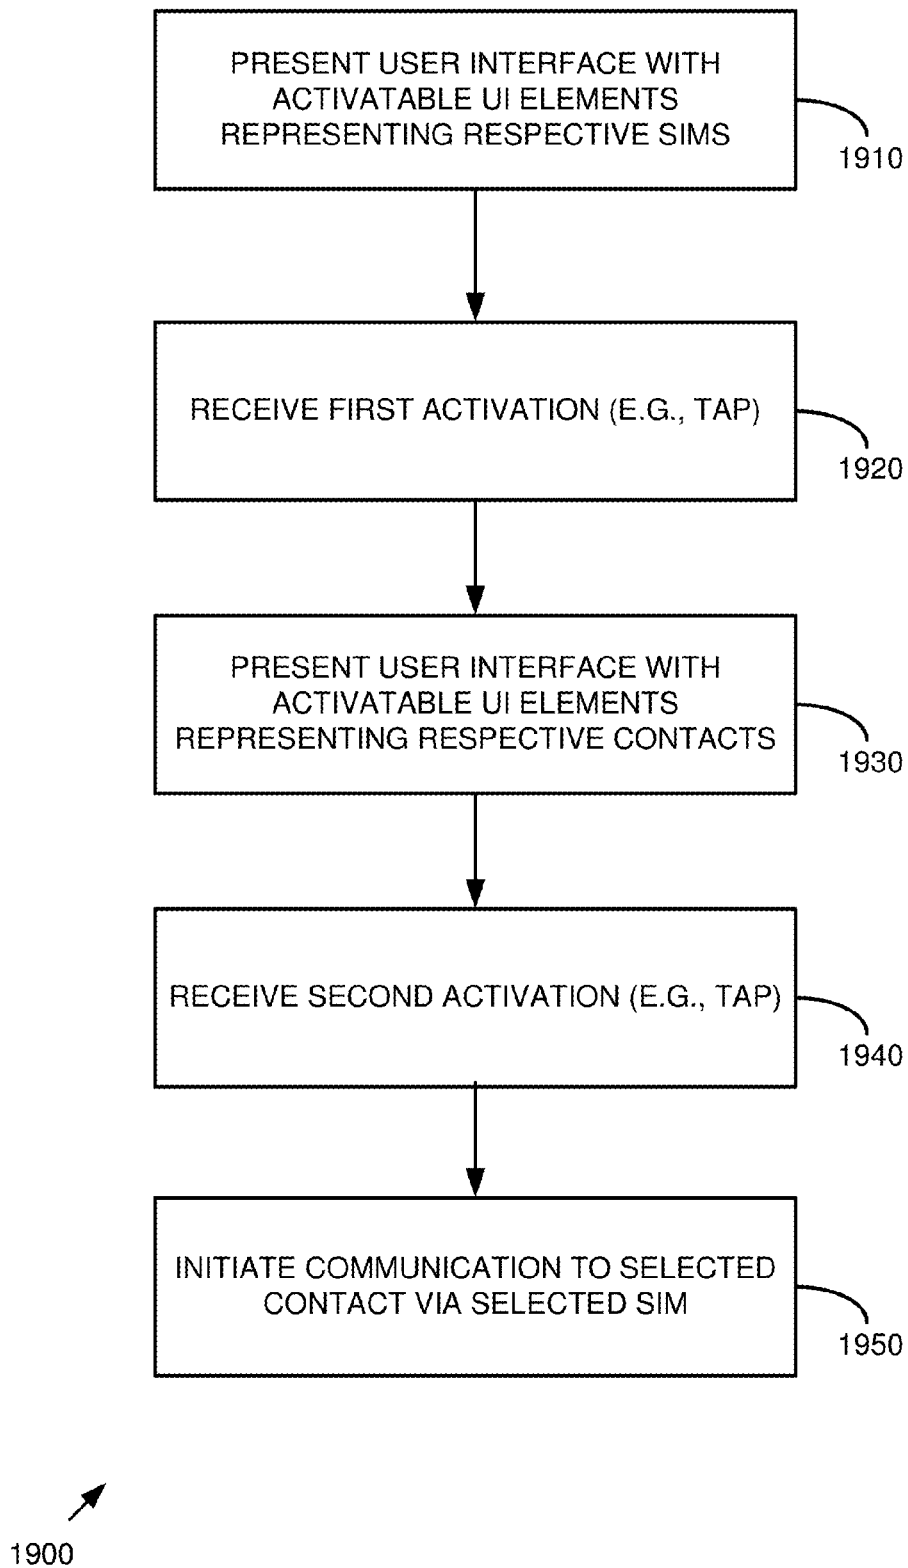 PRESENT USER INTERFACE WITH
ACTIVATABLE UI ELEMENTS
REPRESENTING RESPECTIVE SIMS
1910
RECEIVE FIRST ACTIVATION (E.G., TAP)
1920
PRESENT USER INTERFACE WITH
ACTIVATABLE UI ELEMENTS
REPRESENTING RESPECTIVE CONTACTS
1930
RECEIVE SECOND ACTIVATION (E.G., TAP)
1940
INITIATE COMMUNICATION TO SELECTED
CONTACT VIA SELECTED SIM
1950
1900